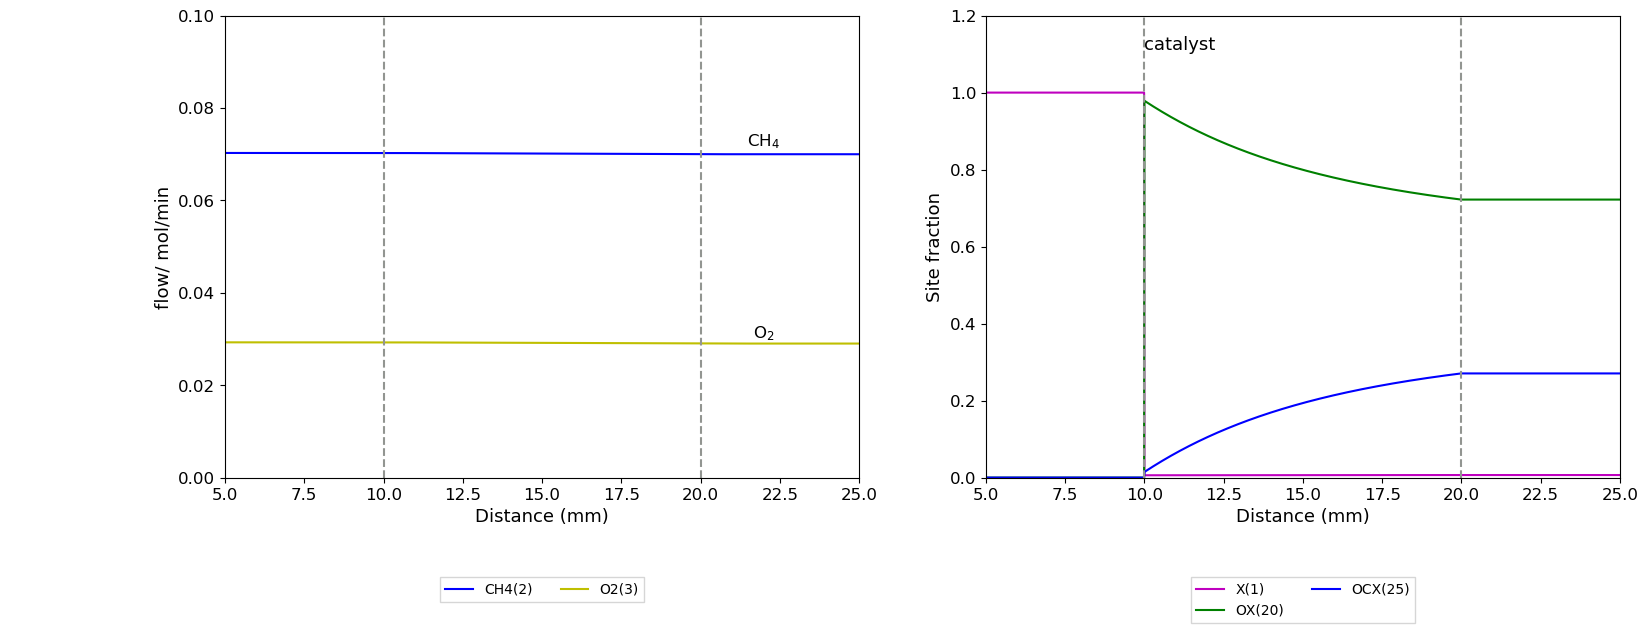 0.10
0.08
0.06
0.04
0.02
0.00
flow/ mol/min
CH₄
O₂
5.0 7.5 10.0 12.5 15.0 17.5 20.0 22.5 25.0
Distance (mm)
CH4(2) O2(3)
1.2
1.0
0.8
0.6
0.4
0.2
0.0
Site fraction
catalyst
5.0 7.5 10.0 12.5 15.0 17.5 20.0 22.5 25.0
Distance (mm)
X(1) OCX(25)
OX(20)